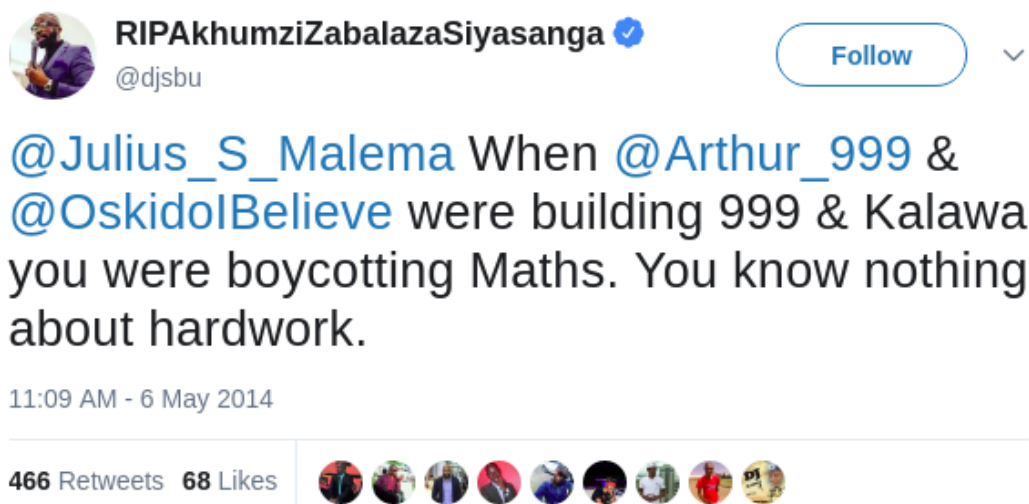 RIPAkhumziZabalazaSiyasanga
@djsbu
Follow
@Julius_S_Malema When @Arthur_999 &
@OskidoIBelieve were building 999 & Kalawa
you were boycotting Maths. You know nothing
about hardwork.
11:09 AM - 6 May 2014
466 Retweets 68 Likes
DJ